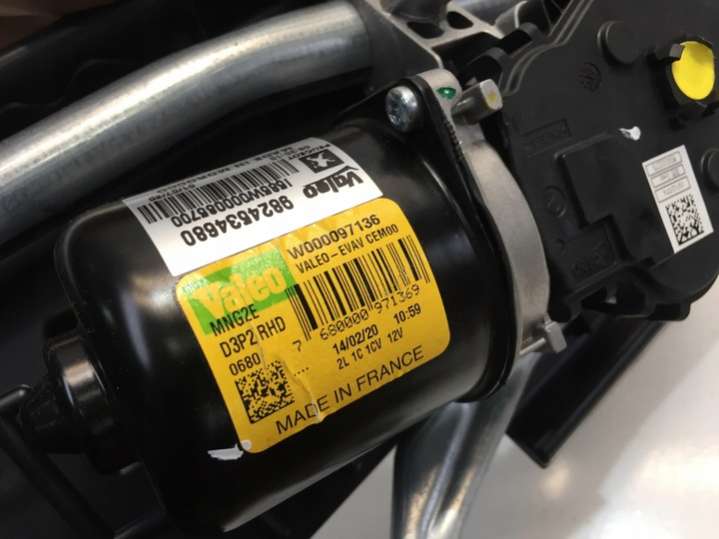 Valeo
W000097136
VALEO-EVAV CEM00
MNG2E
D3P2 RHD
0680
7 680000 971369
14/02/20 10:59
2L 1C 1CV 12V
MADE IN FRANCE
Valeo
9824534680
PEUGEOT